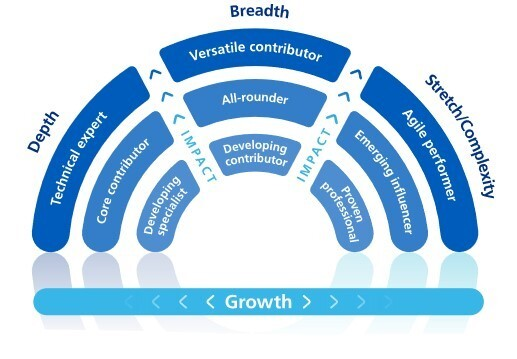 Breadth
Depth
Stretch/Complexity
Versatile contributor
Technical expert
Agile performer
All-rounder
Core contributor
Emerging influencer
IMPACT
IMPACT
Developing
contributor
Developing
specialist
Proven
professional
Growth